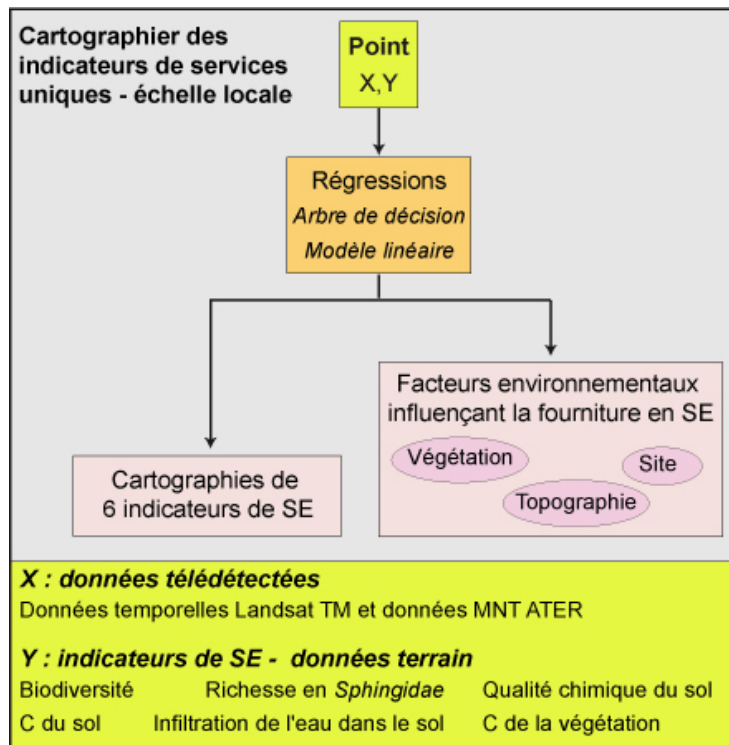 Cartographier des
indicateurs de services
uniques - échelle locale
Point
X,Y
Régressions
Arbre de décision
Modèle linéaire
Cartographies de
6 indicateurs de SE
Facteurs environnementaux
influençant la fourniture en SE
Végétation
Site
Topographie
X : données télédétectées
Données temporelles Landsat TM et données MNT ATER
Y : indicateurs de SE - données terrain
Biodiversité Richesse en Sphingidae Qualité chimique du sol
C du sol Infiltration de l'eau dans le sol C de la végétation